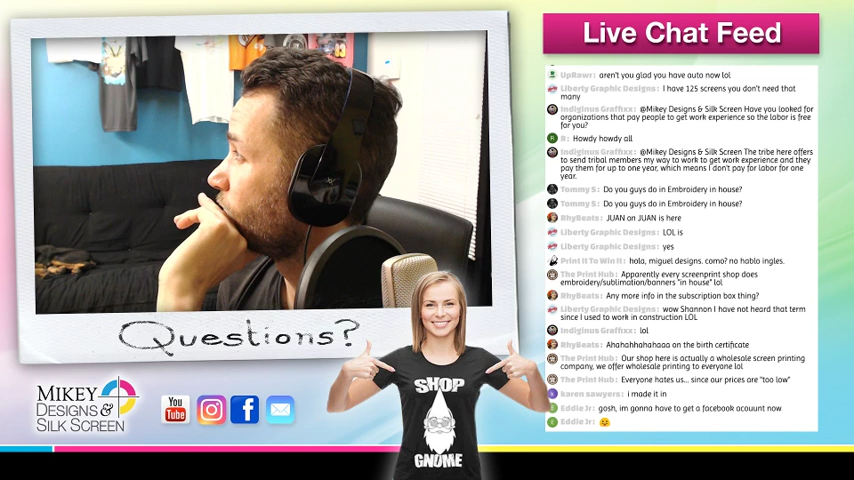 Live Chat Feed
UpRawr: aren't you glad you have auto now lol
Liberty Graphic Designs: I have 125 screens you don't need that
many
Indiginus Graffixx: @Mikey Designs & Silk Screen Have you looked for
organizations that pay people to get work experience so the labor is free
for you?
R: Howdy howdy all
Indiginus Graffixx: @Mikey Designs & Silk Screen The tribe here offers
to send tribal members my way to work to get work experience and they
pay them for up to one year, which means I don't pay for labor for one
year.
Tommy S: Do you guys do in Embroidery in house?
Tommy S: Do you guys do in Embroidery in house?
RhyBeats: JUAN on JUAN is here
Liberty Graphic Designs: LOL is
Liberty Graphic Designs: yes
Print It To Win It: hola, miguel designs. como? no hablo ingles.
The Print Hub: Apparently every screenprint shop does
embroidery/sublimation/banners "in house" lol
RhyBeats: Any more info in the subscription box thing?
Liberty Graphic Designs: wow Shannon I have not heard that term
since I used to work in construction LOL
Indiginus Graffixx: lol
RhyBeats: Ahahahhahahaaa on the birth certificate
The Print Hub: Our shop here is actually a wholesale screen printing
company, we offer wholesale printing to everyone lol
The Print Hub: Everyone hates us... since our prices are "too low"
karen sawyers: i made it in
Eddie Jr: gosh, im gonna have to get a facebook acouunt now
Eddie Jr:
Questions?
MIKEY
DESIGNS &
SILK SCREEN
You
Tube
SHOP
GNOME